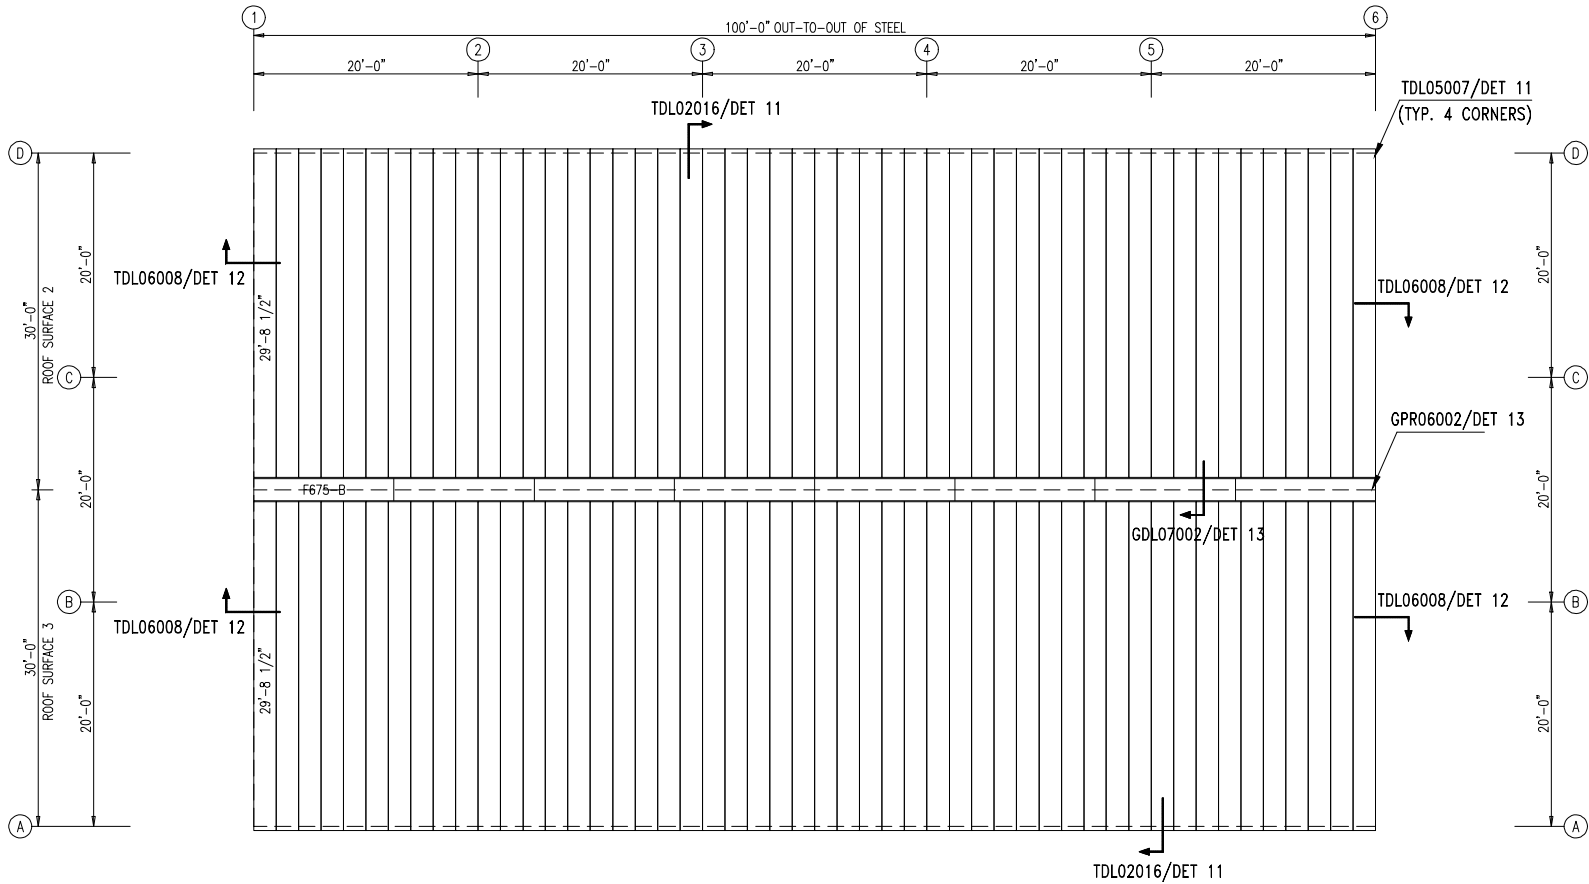 1
6
100'-0" OUT-TO-OUT OF STEEL
2
3
4
5
20'-0"
20'-0"
20'-0"
20'-0"
20'-0"
TDL05007/DET 11
(TYP. 4 CORNERS)
TDL02016/DET 11
D
D
20'-0"
20'-0"
TDL06008/DET 12
TDL06008/DET 12
30'-0"
ROOF SURFACE 2
29'-8 1/2"
C
C
GPR06002/DET 13
F675-B
20'-0"
20'-0"
GDL07002/DET 13
B
B
TDL06008/DET 12
TDL06008/DET 12
30'-0"
ROOF SURFACE 3
20'-0"
29'-8 1/2"
20'-0"
A
A
TDL02016/DET 11